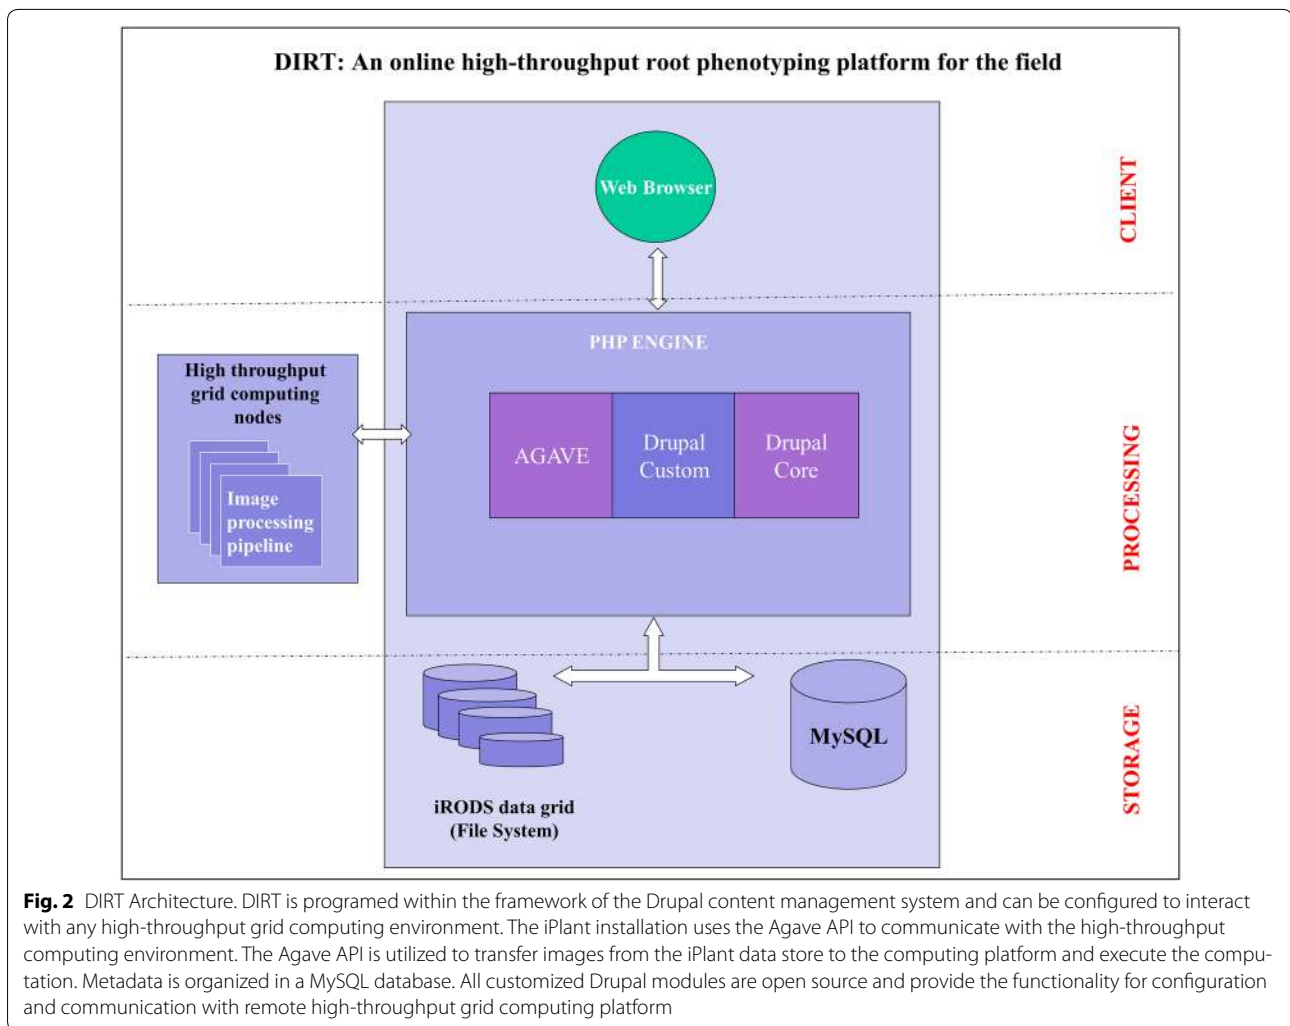 DIRT: An online high-throughput root phenotyping platform for the field
Web Browser
CLIENT
PHP ENGINE
High throughput
grid computing
nodes
Image
processing
pipeline
AGAVE
Drupal
Custom
Drupal
Core
PROCESSING
MySQL
iRODS data grid
(File System)
STORAGE
Fig. 2 DIRT Architecture. DIRT is programed within the framework of the Drupal content management system and can be configured to interact
with any high-throughput grid computing environment. The iPlant installation uses the Agave API to communicate with the high-throughput
computing environment. The Agave API is utilized to transfer images from the iPlant data store to the computing platform and execute the compu-
tation. Metadata is organized in a MySQL database. All customized Drupal modules are open source and provide the functionality for configuration
and communication with remote high-throughput grid computing platform